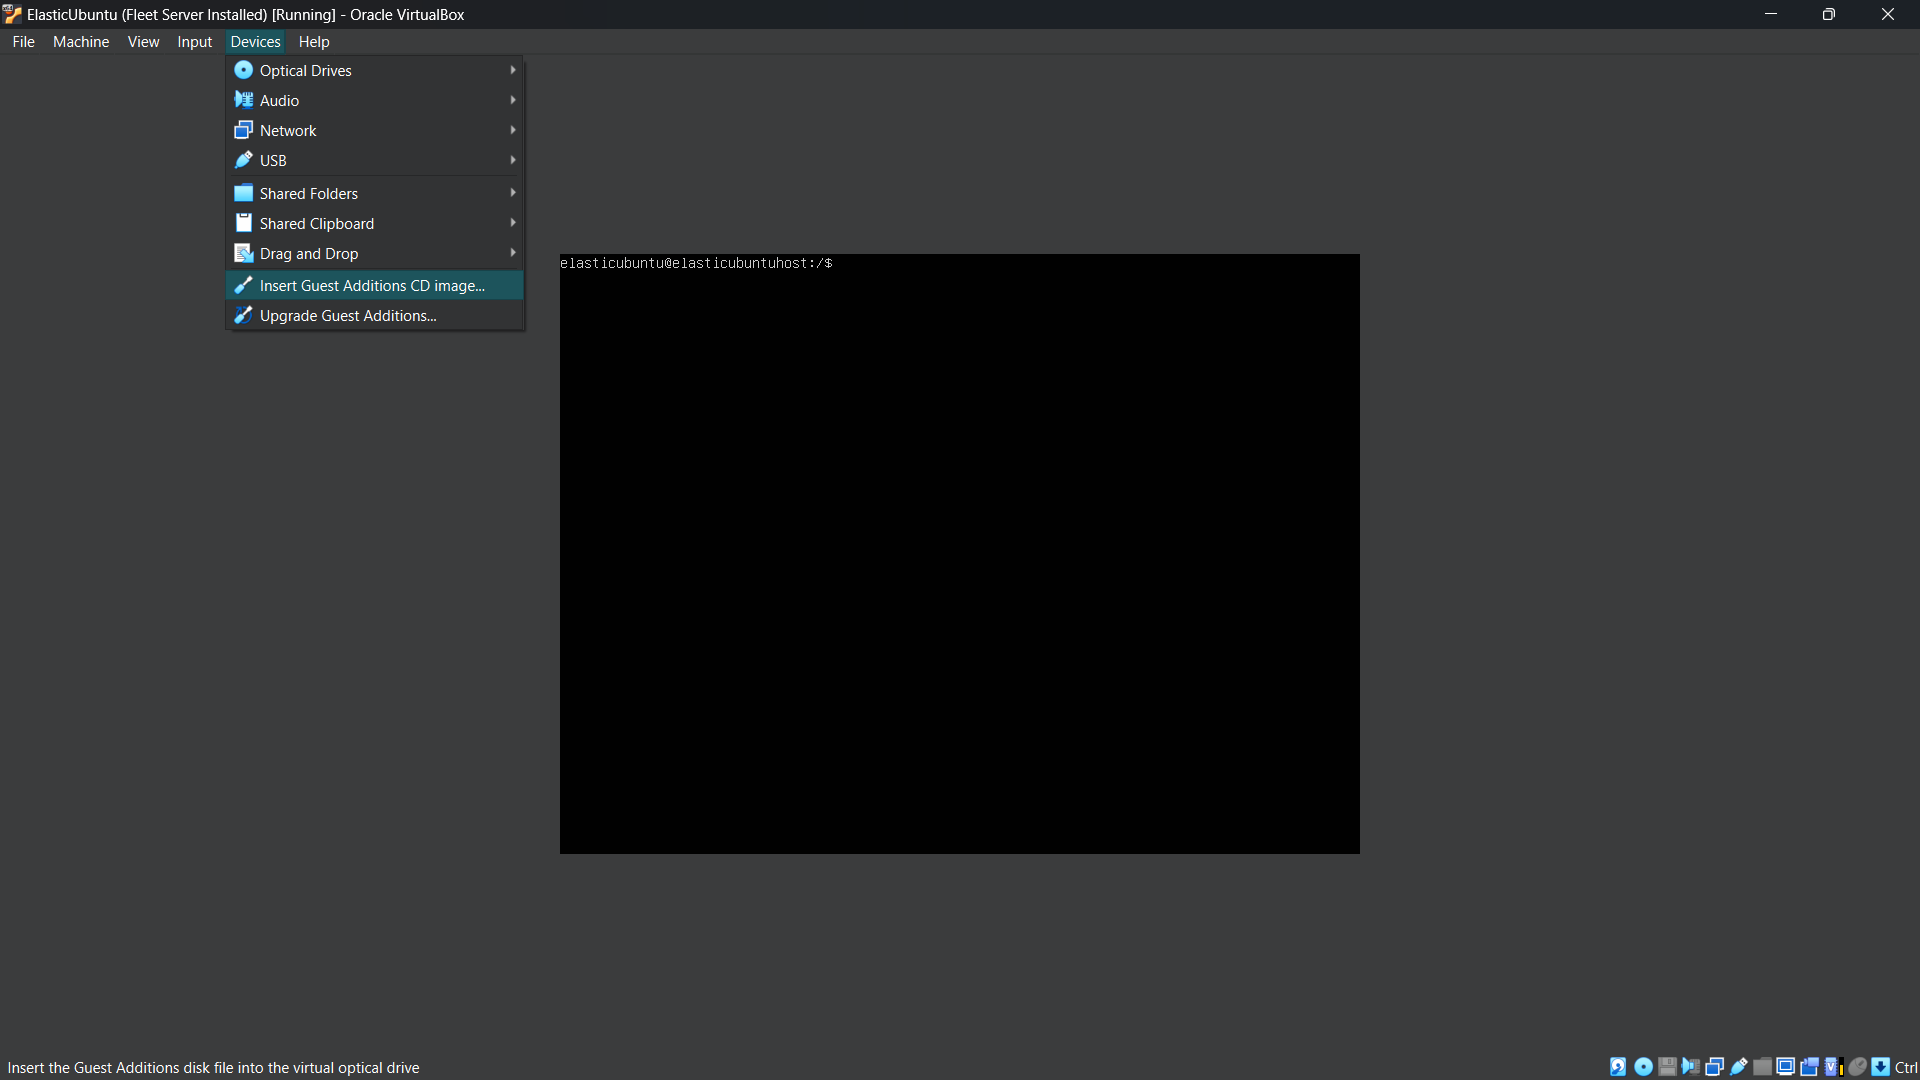 ElasticUbuntu (Fleet Server Installed) [Running] - Oracle VirtualBox
File Machine View Input Devices Help
Optical Drives
Audio
Network
USB
Shared Folders
Shared Clipboard
Drag and Drop
Insert Guest Additions CD image...
Upgrade Guest Additions...
elasticubuntu@elasticubuntuhost:/$
Insert the Guest Additions disk file into the virtual optical drive
Ctrl